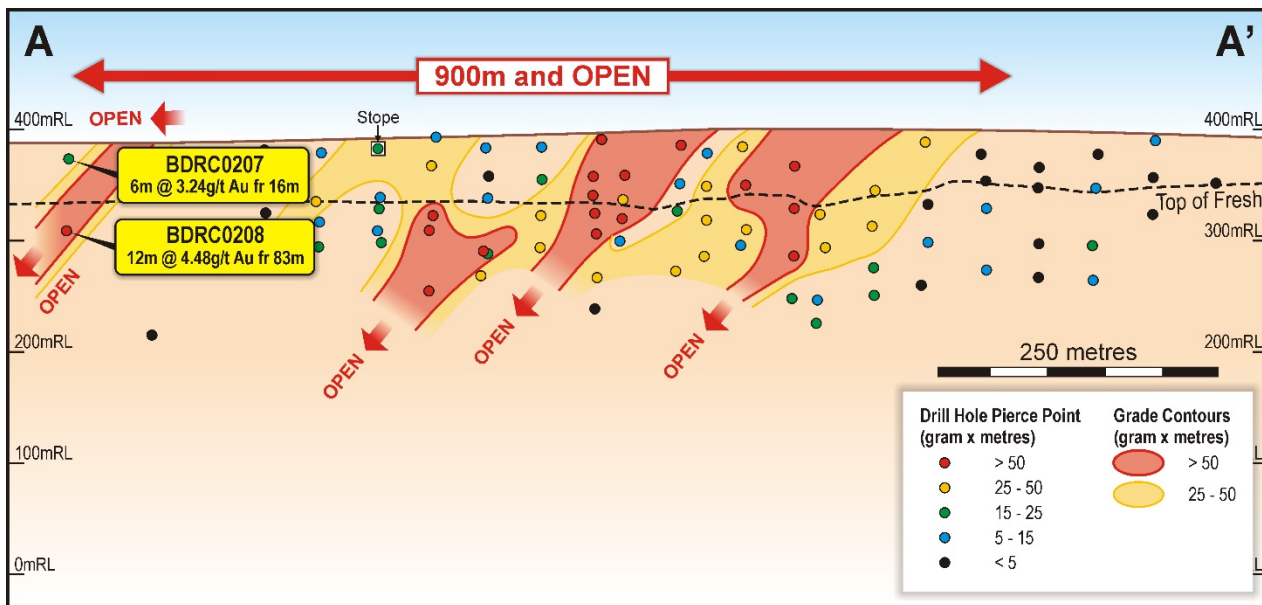 A
A'
900m and OPEN
OPEN
400mRL
400mRL
Stope
BDRC0207
6m @ 3.24g/t Au fr 16m
BDRC0208
12m @ 4.48g/t Au fr 83m
Top of Fresh
300mRL
OPEN
OPEN
OPEN
OPEN
200mRL
200mRL
250 metres
Drill Hole Pierce Point
(gram x metres)
> 50
25 - 50
15 - 25
5 - 15
< 5
Grade Contours
(gram x metres)
> 50
25 - 50
100mRL
0mRL